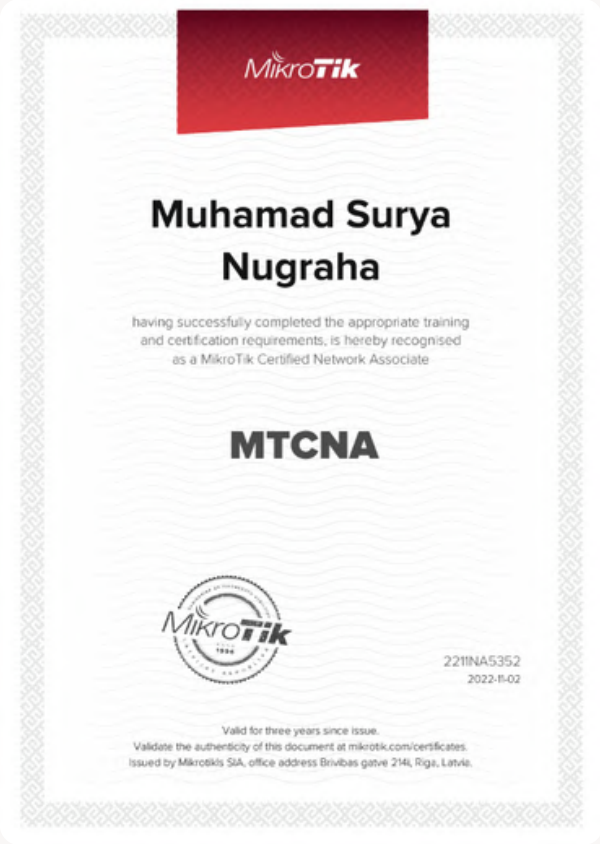 MikroTik
Muhamad Surya
Nugraha
having successfully completed the appropriate training
and certification requirements, is hereby recognised
as a MikroTik Certified Network Associate
MTCNA
MikroTik
1996
2211NA5352
2022-11-02
Valid for three years since issue.
Validate the authenticity of this document at mikrotik.com/certificates.
Issued by Mikrotikls SIA, office address Brivibas gatve 214i, Riga, Latvia.